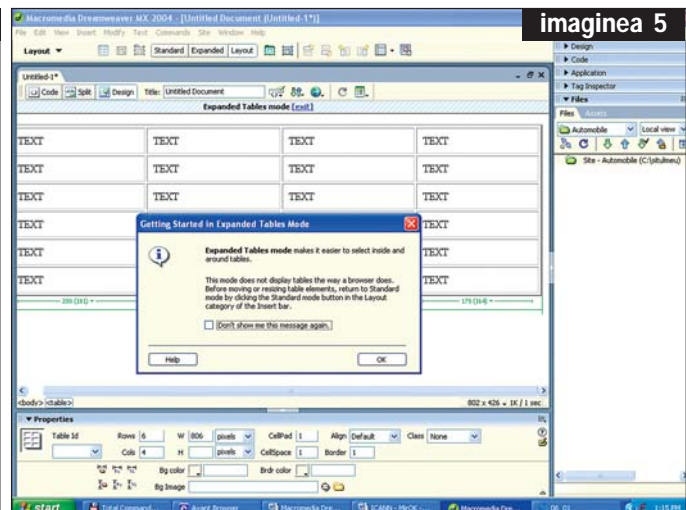 imaginea 5
Macromedia Dreamweaver MX 2004 - [Untitled Document (Untitled-1*)]
File Edit View Insert Modify Text Commands Site Window Help
Layout Standard Expanded Layout
Design
Code
Application
Tag Inspector
Files
Files Assets
Automobile Local view
Site - Automobile (C:\situlmeu)
Untitled-1*
Code Split Design Title: Untitled Document
Expanded Tables mode [exit]
TEXT TEXT TEXT TEXT
TEXT TEXT TEXT TEXT
TEXT TEXT TEXT TEXT
TEXT TEXT
TEXT TEXT
TEXT TEXT
Getting Started in Expanded Tables Mode
Expanded Tables mode makes it easier to select inside and
around tables.
This mode does not display tables the way a browser does.
Before moving or resizing table elements, return to Standard
mode by clicking the Standard mode button in the Layout
category of the Insert bar.
Don't show me this message again.
Help OK
<body> <table> 802 x 426 1K / 1 sec
Properties
Table Id Rows 6 W 806 pixels CellPad 1 Align Default Class None
Cols 4 H pixels CellSpace 1 Border 1
Bg color Brdr color
Bg Image
start Total Command... Avant Browser Macromedia Dre... ICANN - MirOK -... Macromedia Dre... 1:15 PM